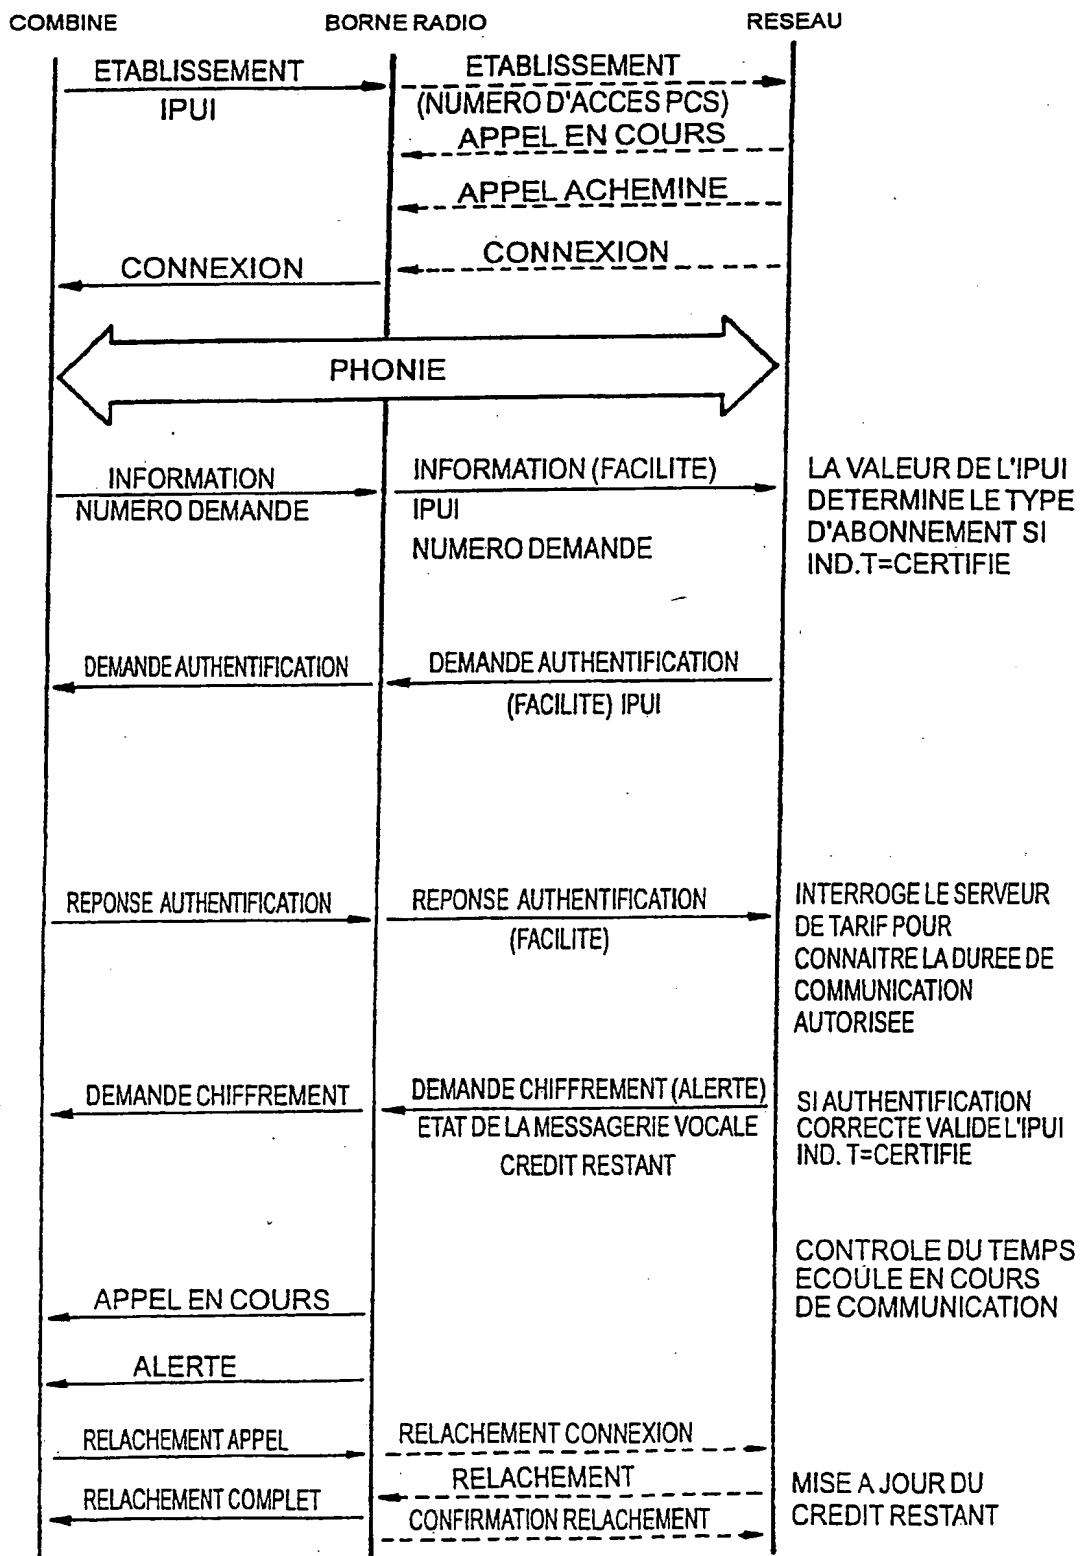 COMBINE
BORNE RADIO
RESEAU
ETABLISSEMENT
IPUI
ETABLISSEMENT
(NUMERO D'ACCES PCS)
APPEL EN COURS
APPEL ACHEMINE
CONNEXION
CONNEXION
PHONIE
INFORMATION
NUMERO DEMANDE
INFORMATION (FACILITE)
IPUI
NUMERO DEMANDE
LA VALEUR DE L'IPUI
DETERMINE LE TYPE
D'ABONNEMENT SI
IND.T=CERTIFIE
DEMANDE AUTHENTIFICATION
DEMANDE AUTHENTIFICATION
(FACILITE) IPUI
REPONSE AUTHENTIFICATION
REPONSE AUTHENTIFICATION
(FACILITE)
INTERROGE LE SERVEUR
DE TARIF POUR
CONNAITRE LA DUREE DE
COMMUNICATION
AUTORISEE
DEMANDE CHIFFREMENT
DEMANDE CHIFFREMENT (ALERTE)
ETAT DE LA MESSAGERIE VOCALE
CREDIT RESTANT
SI AUTHENTIFICATION
CORRECTE VALIDE L'IPUI
IND. T=CERTIFIE
CONTROLE DU TEMPS
ECOULE EN COURS
DE COMMUNICATION
APPEL EN COURS
ALERTE
RELACHEMENT APPEL
RELACHEMENT CONNEXION
RELACHEMENT
RELACHEMENT COMPLET
CONFIRMATION RELACHEMENT
MISE A JOUR DU
CREDIT RESTANT